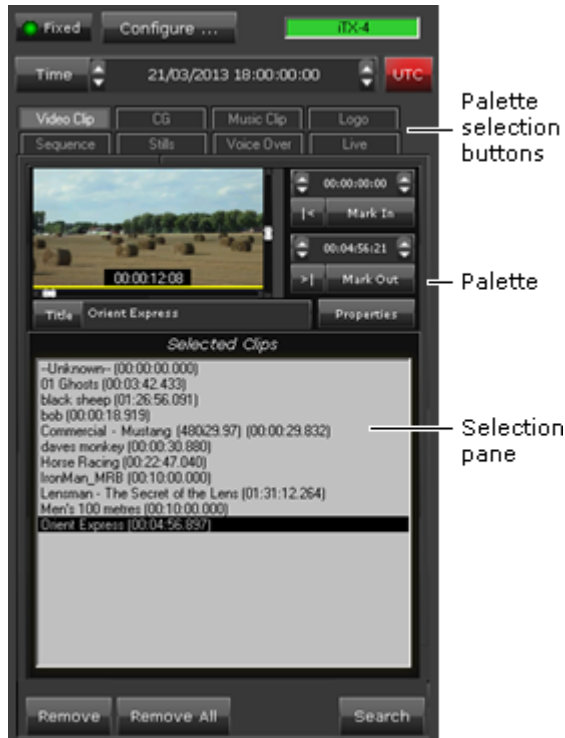 Fixed Configure ... iTX-4
Time 21/03/2013 18:00:00:00 UTC
Video Clip CG Music Clip Logo
Sequence Stills Voice Over Live
Palette
selection
buttons
00:00:00:00
|< Mark In
00:04:56:21
>| Mark Out
00:00:12:08
Palette
Title Orient Express Properties
Selected Clips
--Unknown-- (00:00:00.000)
01 Ghosts (00:03:42.433)
black sheep (01:26:56.091)
bob (00:00:18.919)
Commercial - Mustang (480i29.97) (00:00:29.832)
daves monkey (00:00:30.880)
Horse Racing (00:22:47.040)
IronMan_MRB (00:10:00.000)
Lensman - The Secret of the Lens (01:31:12.264)
Men's 100 metres (00:10:00.000)
Orient Express (00:04:56.897)
Selection
pane
Remove Remove All Search